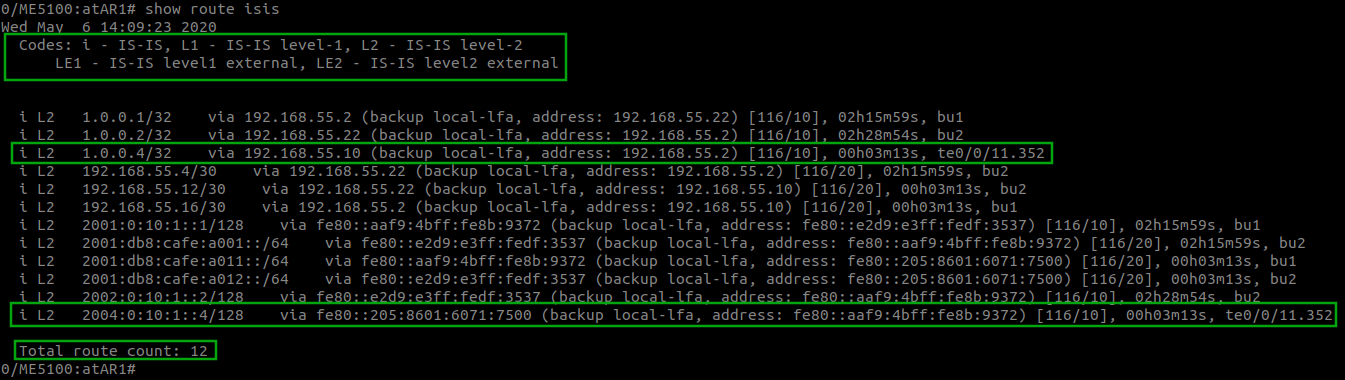 0/ME5100:atAR1# show route isis
Wed May  6 14:09:23 2020
  Codes: i - IS-IS, L1 - IS-IS level-1, L2 - IS-IS level-2
      LE1 - IS-IS level1 external, LE2 - IS-IS level2 external
  i L2   1.0.0.1/32    via 192.168.55.2 (backup local-lfa, address: 192.168.55.22) [116/10], 02h15m59s, bu1
  i L2   1.0.0.2/32    via 192.168.55.22 (backup local-lfa, address: 192.168.55.2) [116/10], 02h28m54s, bu2
  i L2   1.0.0.4/32    via 192.168.55.10 (backup local-lfa, address: 192.168.55.2) [116/10], 00h03m13s, te0/0/11.352
  i L2   192.168.55.4/30    via 192.168.55.22 (backup local-lfa, address: 192.168.55.2) [116/20], 02h15m59s, bu2
  i L2   192.168.55.12/30    via 192.168.55.22 (backup local-lfa, address: 192.168.55.10) [116/20], 00h03m13s, bu2
  i L2   192.168.55.16/30    via 192.168.55.2 (backup local-lfa, address: 192.168.55.10) [116/20], 00h03m13s, bu1
  i L2   2001:0:10:1::1/128    via fe80::aaf9:4bff:fe8b:9372 (backup local-lfa, address: fe80::e2d9:e3ff:fedf:3537) [116/10], 02h15m59s, bu1
  i L2   2001:db8:cafe:a001::/64    via fe80::e2d9:e3ff:fedf:3537 (backup local-lfa, address: fe80::aaf9:4bff:fe8b:9372) [116/20], 02h15m59s, bu2
  i L2   2001:db8:cafe:a011::/64    via fe80::aaf9:4bff:fe8b:9372 (backup local-lfa, address: fe80::205:8601:6071:7500) [116/20], 00h03m13s, bu1
  i L2   2001:db8:cafe:a012::/64    via fe80::e2d9:e3ff:fedf:3537 (backup local-lfa, address: fe80::205:8601:6071:7500) [116/20], 00h03m13s, bu2
  i L2   2002:0:10:1::2/128    via fe80::e2d9:e3ff:fedf:3537 (backup local-lfa, address: fe80::aaf9:4bff:fe8b:9372) [116/10], 02h28m54s, bu2
  i L2   2004:0:10:1::4/128    via fe80::205:8601:6071:7500 (backup local-lfa, address: fe80::aaf9:4bff:fe8b:9372) [116/10], 00h03m13s, te0/0/11.352
  Total route count: 12
0/ME5100:atAR1#